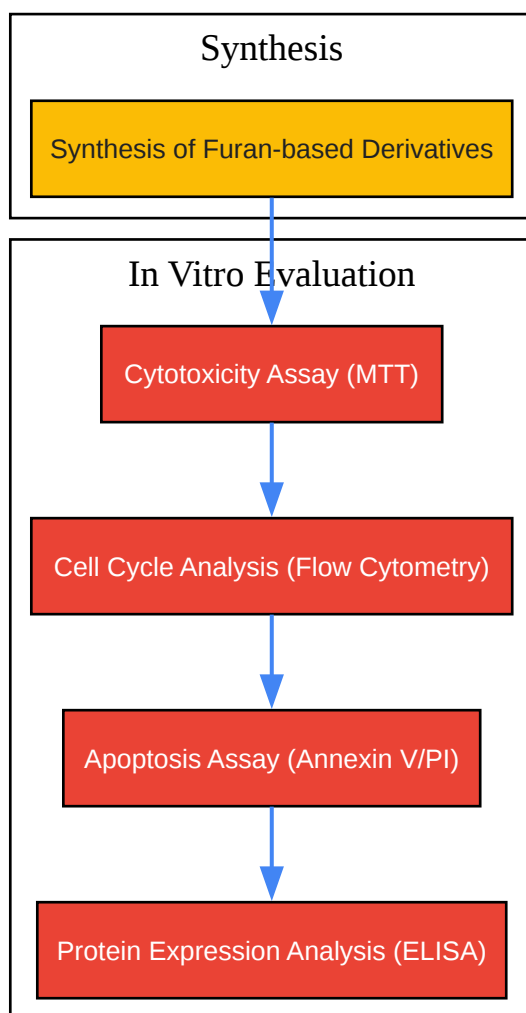 Synthesis
Synthesis of Furan-based Derivatives
In Vitro Evaluation
Cytotoxicity Assay (MTT)
Cell Cycle Analysis (Flow Cytometry)
Apoptosis Assay (Annexin V/PI)
Protein Expression Analysis (ELISA)